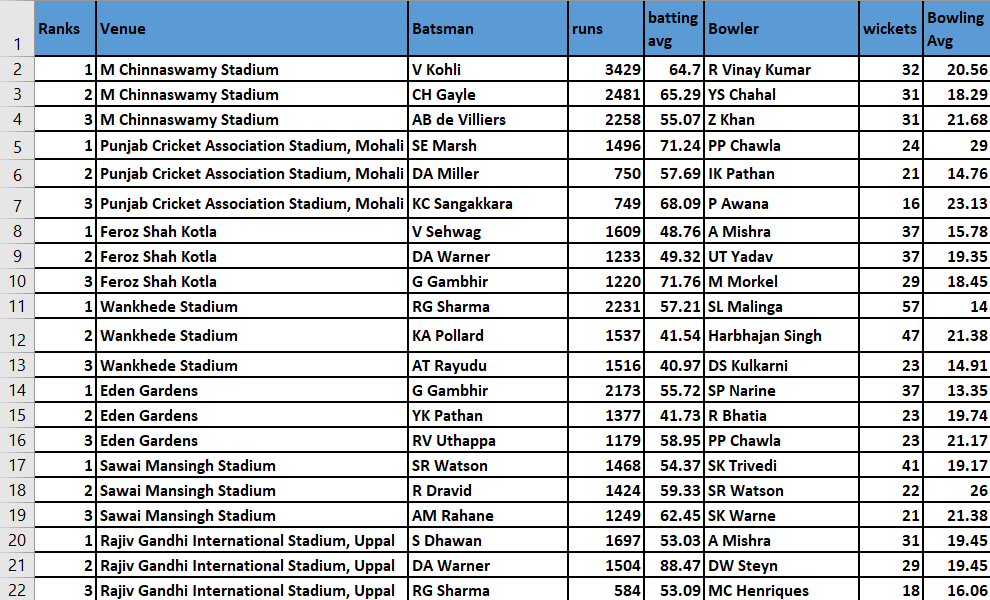 1 Ranks Venue Batsman runs batting avg Bowler wickets Bowling Avg
2 1 M Chinnaswamy Stadium V Kohli 3429 64.7 R Vinay Kumar 32 20.56
3 2 M Chinnaswamy Stadium CH Gayle 2481 65.29 YS Chahal 31 18.29
4 3 M Chinnaswamy Stadium AB de Villiers 2258 55.07 Z Khan 31 21.68
5 1 Punjab Cricket Association Stadium, Mohali SE Marsh 1496 71.24 PP Chawla 24 29
6 2 Punjab Cricket Association Stadium, Mohali DA Miller 750 57.69 IK Pathan 21 14.76
7 3 Punjab Cricket Association Stadium, Mohali KC Sangakkara 749 68.09 P Awana 16 23.13
8 1 Feroz Shah Kotla V Sehwag 1609 48.76 A Mishra 37 15.78
9 2 Feroz Shah Kotla DA Warner 1233 49.32 UT Yadav 37 19.35
10 3 Feroz Shah Kotla G Gambhir 1220 71.76 M Morkel 29 18.45
11 1 Wankhede Stadium RG Sharma 2231 57.21 SL Malinga 57 14
12 2 Wankhede Stadium KA Pollard 1537 41.54 Harbhajan Singh 47 21.38
13 3 Wankhede Stadium AT Rayudu 1516 40.97 DS Kulkarni 23 14.91
14 1 Eden Gardens G Gambhir 2173 55.72 SP Narine 37 13.35
15 2 Eden Gardens YK Pathan 1377 41.73 R Bhatia 23 19.74
16 3 Eden Gardens RV Uthappa 1179 58.95 PP Chawla 23 21.17
17 1 Sawai Mansingh Stadium SR Watson 1468 54.37 SK Trivedi 41 19.17
18 2 Sawai Mansingh Stadium R Dravid 1424 59.33 SR Watson 22 26
19 3 Sawai Mansingh Stadium AM Rahane 1249 62.45 SK Warne 21 21.38
20 1 Rajiv Gandhi International Stadium, Uppal S Dhawan 1697 53.03 A Mishra 31 19.45
21 2 Rajiv Gandhi International Stadium, Uppal DA Warner 1504 88.47 DW Steyn 29 19.45
22 3 Rajiv Gandhi International Stadium, Uppal RG Sharma 584 53.09 MC Henriques 18 16.06